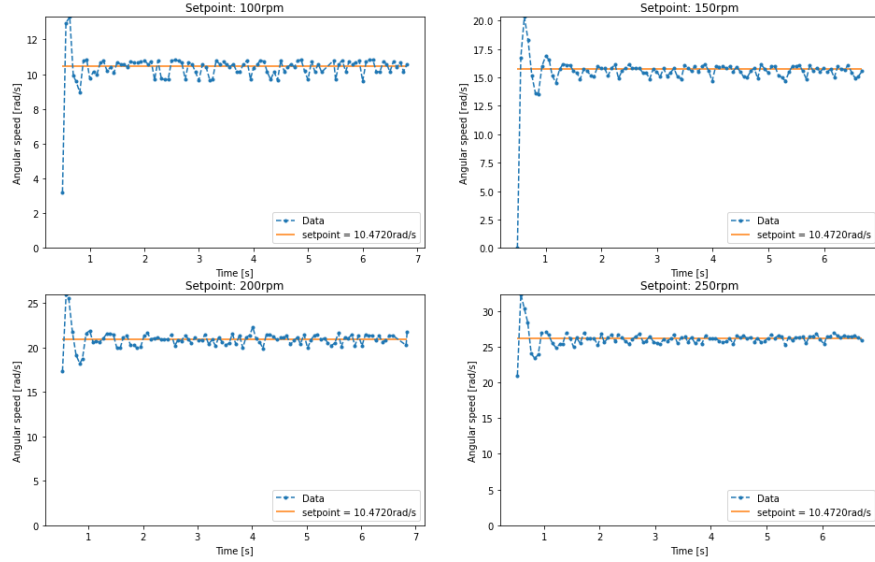 Setpoint: 100rpm
Angular speed [rad/s]
12
10
8
6
4
2
0
Data
setpoint = 10.4720rad/s
1 2 3 4 5 6 7
Time [s]
Setpoint: 150rpm
Angular speed [rad/s]
20.0
17.5
15.0
12.5
10.0
7.5
5.0
2.5
0.0
Data
setpoint = 10.4720rad/s
1 2 3 4 5 6
Time [s]
Setpoint: 200rpm
Angular speed [rad/s]
25
20
15
10
5
0
Data
setpoint = 10.4720rad/s
1 2 3 4 5 6 7
Time [s]
Setpoint: 250rpm
Angular speed [rad/s]
30
25
20
15
10
5
0
Data
setpoint = 10.4720rad/s
1 2 3 4 5 6
Time [s]